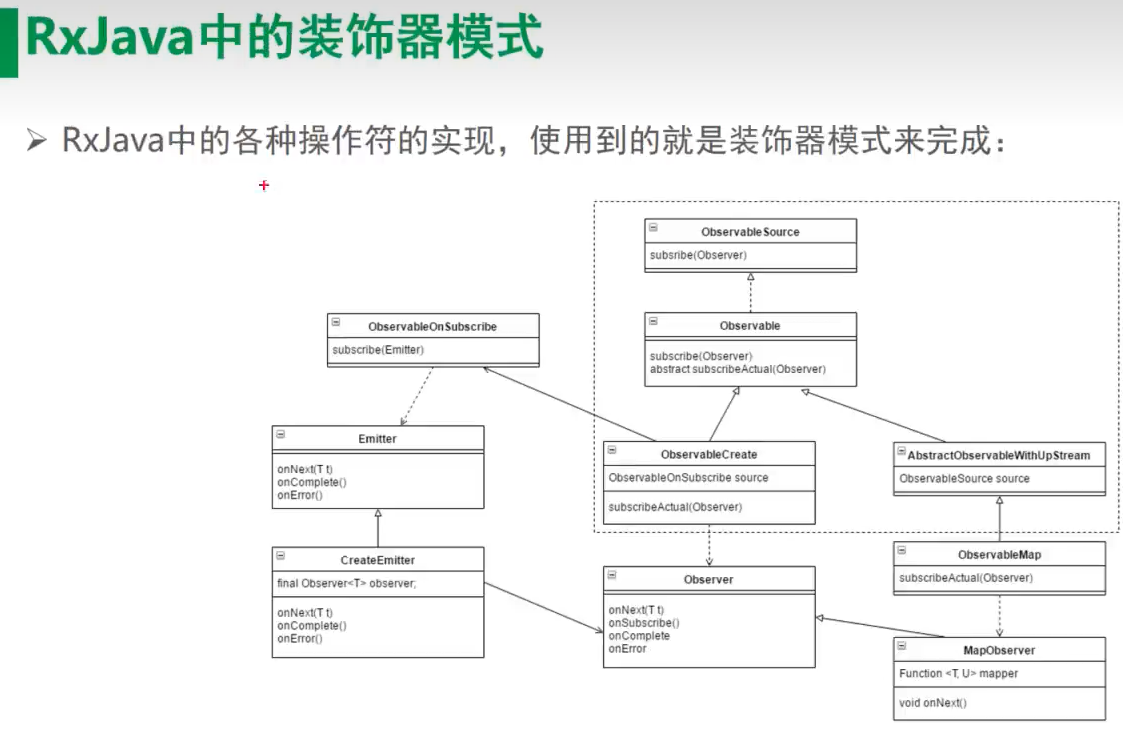 RxJava中的装饰器模式
RxJava中的各种操作符的实现，使用到的就是装饰器模式来完成：
ObservableSource
subsribe(Observer)
Observable
subscribe(Observer)
abstract subscribeActual(Observer)
ObservableOnSubscribe
subscribe(Emitter)
Emitter
onNext(T t)
onComplete()
onError()
ObservableCreate
ObservableOnSubscribe source
subscribeActual(Observer)
AbstractObservableWithUpStream
ObservableSource source
CreateEmitter
final Observer<T> observer;
onNext(T t)
onComplete()
onError()
Observer
onNext(T t)
onSubscribe()
onComplete
onError
ObservableMap
subscribeActual(Observer)
MapObserver
Function <T, U> mapper
void onNext()